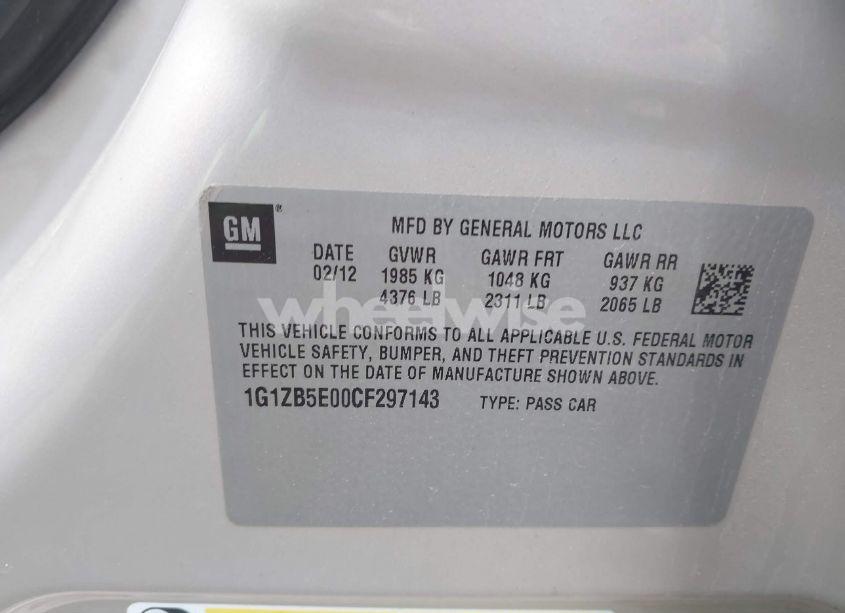 GM®
MFD BY GENERAL MOTORS LLC
DATE GVWR GAWR FRT GAWR RR
02/12 1985 KG 1048 KG 937 KG
4376 LB 2311 LB 2065 LB
wheelwise
THIS VEHICLE CONFORMS TO ALL APPLICABLE U.S. FEDERAL MOTOR
VEHICLE SAFETY, BUMPER, AND THEFT PREVENTION STANDARDS IN
EFFECT ON THE DATE OF MANUFACTURE SHOWN ABOVE.
1G1ZB5E00CF297143 TYPE: PASS CAR